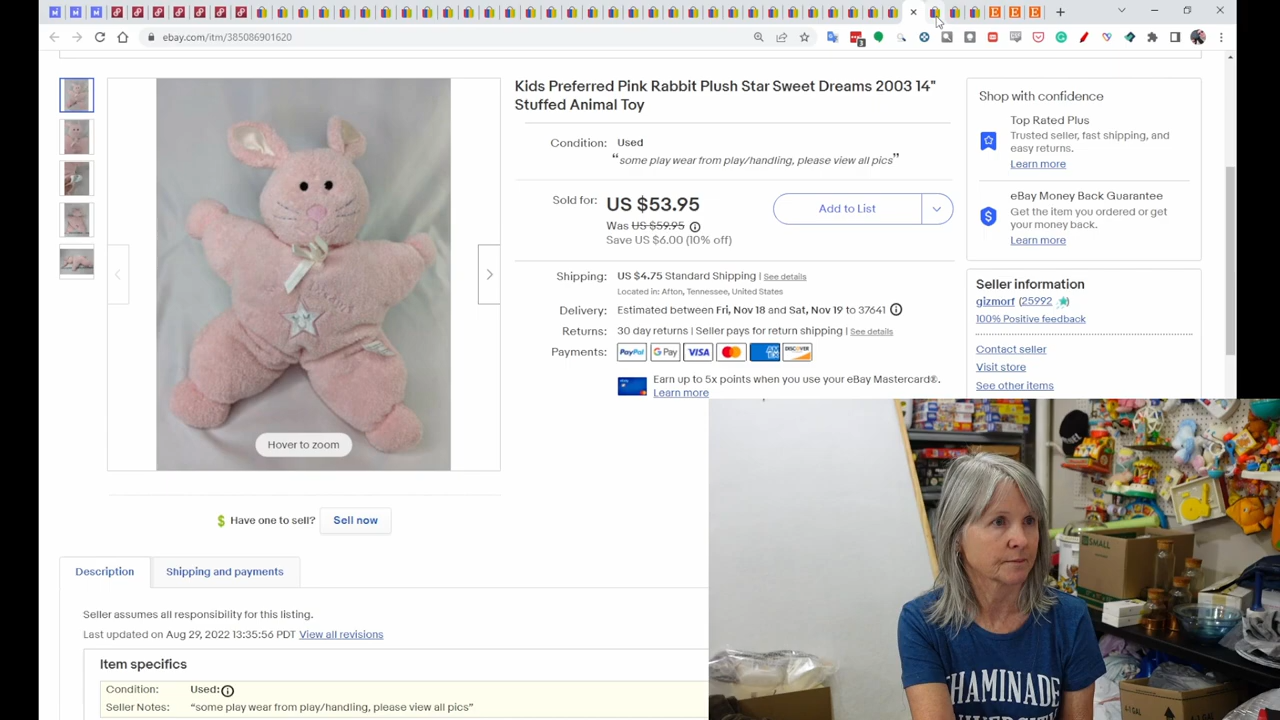 ebay.com/itm/385086901620
3
Kids Preferred Pink Rabbit Plush Star Sweet Dreams 2003 14"
Stuffed Animal Toy
Condition: Used
“some play wear from play/handling, please view all pics”
Sold for: US $53.95
Was US $59.95
Save US $6.00 (10% off)
Add to List
Shipping: US $4.75 Standard Shipping | See details
Located in: Afton, Tennessee, United States
Delivery: Estimated between Fri, Nov 18 and Sat, Nov 19 to 37641
Returns: 30 day returns | Seller pays for return shipping | See details
Payments: PayPal G Pay VISA DISCOVER
Earn up to 5x points when you use your eBay Mastercard®.
Learn more
Shop with confidence
Top Rated Plus
Trusted seller, fast shipping, and
easy returns.
Learn more
eBay Money Back Guarantee
Get the item you ordered or get
your money back.
Learn more
Seller information
gizmorf (25992)
100% Positive feedback
Contact seller
Visit store
See other items
Hover to zoom
Have one to sell? Sell now
Description
Shipping and payments
Seller assumes all responsibility for this listing.
Last updated on Aug 29, 2022 13:35:56 PDT View all revisions
Item specifics
Condition: Used:
Seller Notes: “some play wear from play/handling, please view all pics”
SMALL
HAMINADE